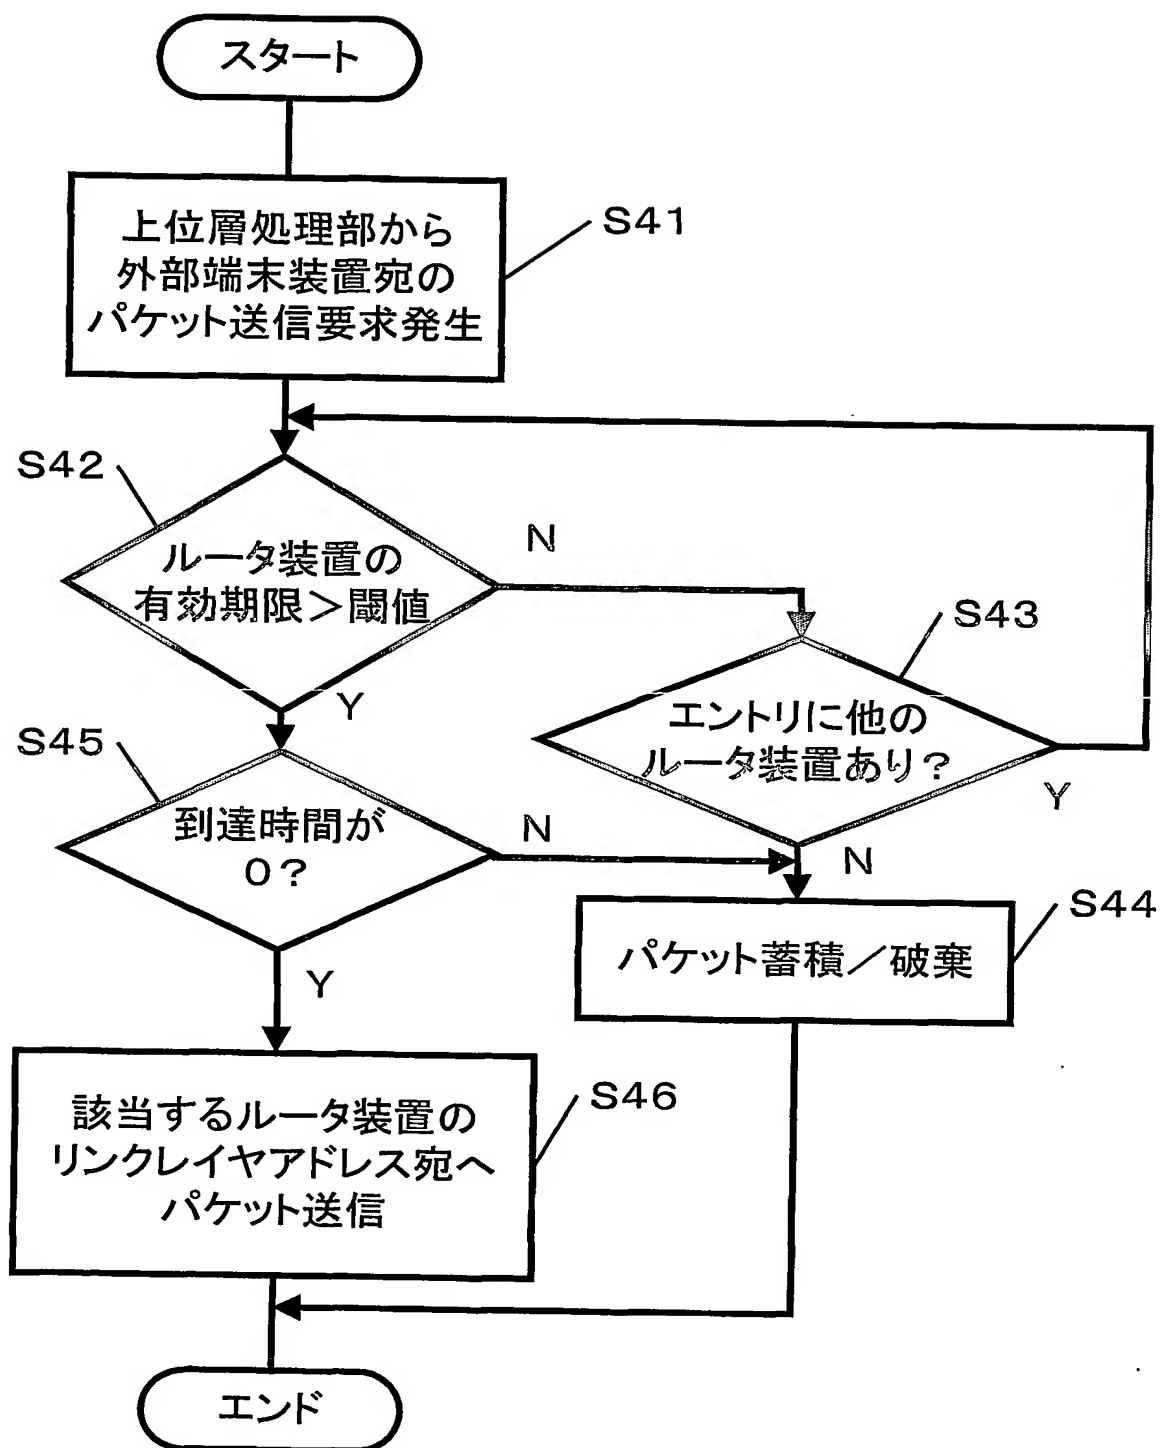 スタート
上位層処理部から
外部端末装置宛の
パケット送信要求発生
S41
S42
ルータ装置の
有効期限>閾値
N
Y
S43
エントリに他の
ルータ装置あり?
Y
N
S45
到達時間が
0?
N
Y
S44
パケット蓄積/破棄
該当するルータ装置の
リンクレイヤアドレス宛へ
パケット送信
S46
エンド